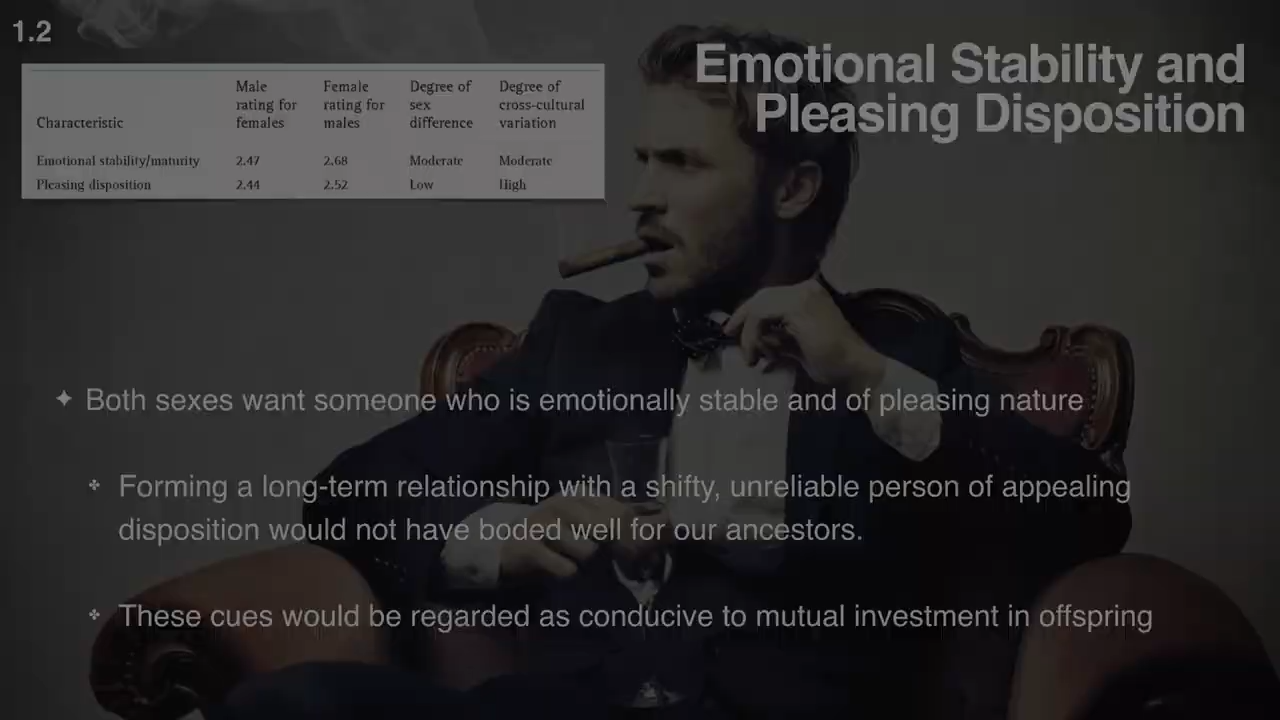 1.2
Emotional Stability and
Pleasing Disposition
Characteristic Male rating for females Female rating for males Degree of sex difference Degree of cross-cultural variation
Emotional stability/maturity 2.47 2.68 Moderate Moderate
Pleasing disposition 2.44 2.52 Low High
✦ Both sexes want someone who is emotionally stable and of pleasing nature
✤ Forming a long-term relationship with a shifty, unreliable person of appealing
disposition would not have boded well for our ancestors.
✤ These cues would be regarded as conducive to mutual investment in offspring